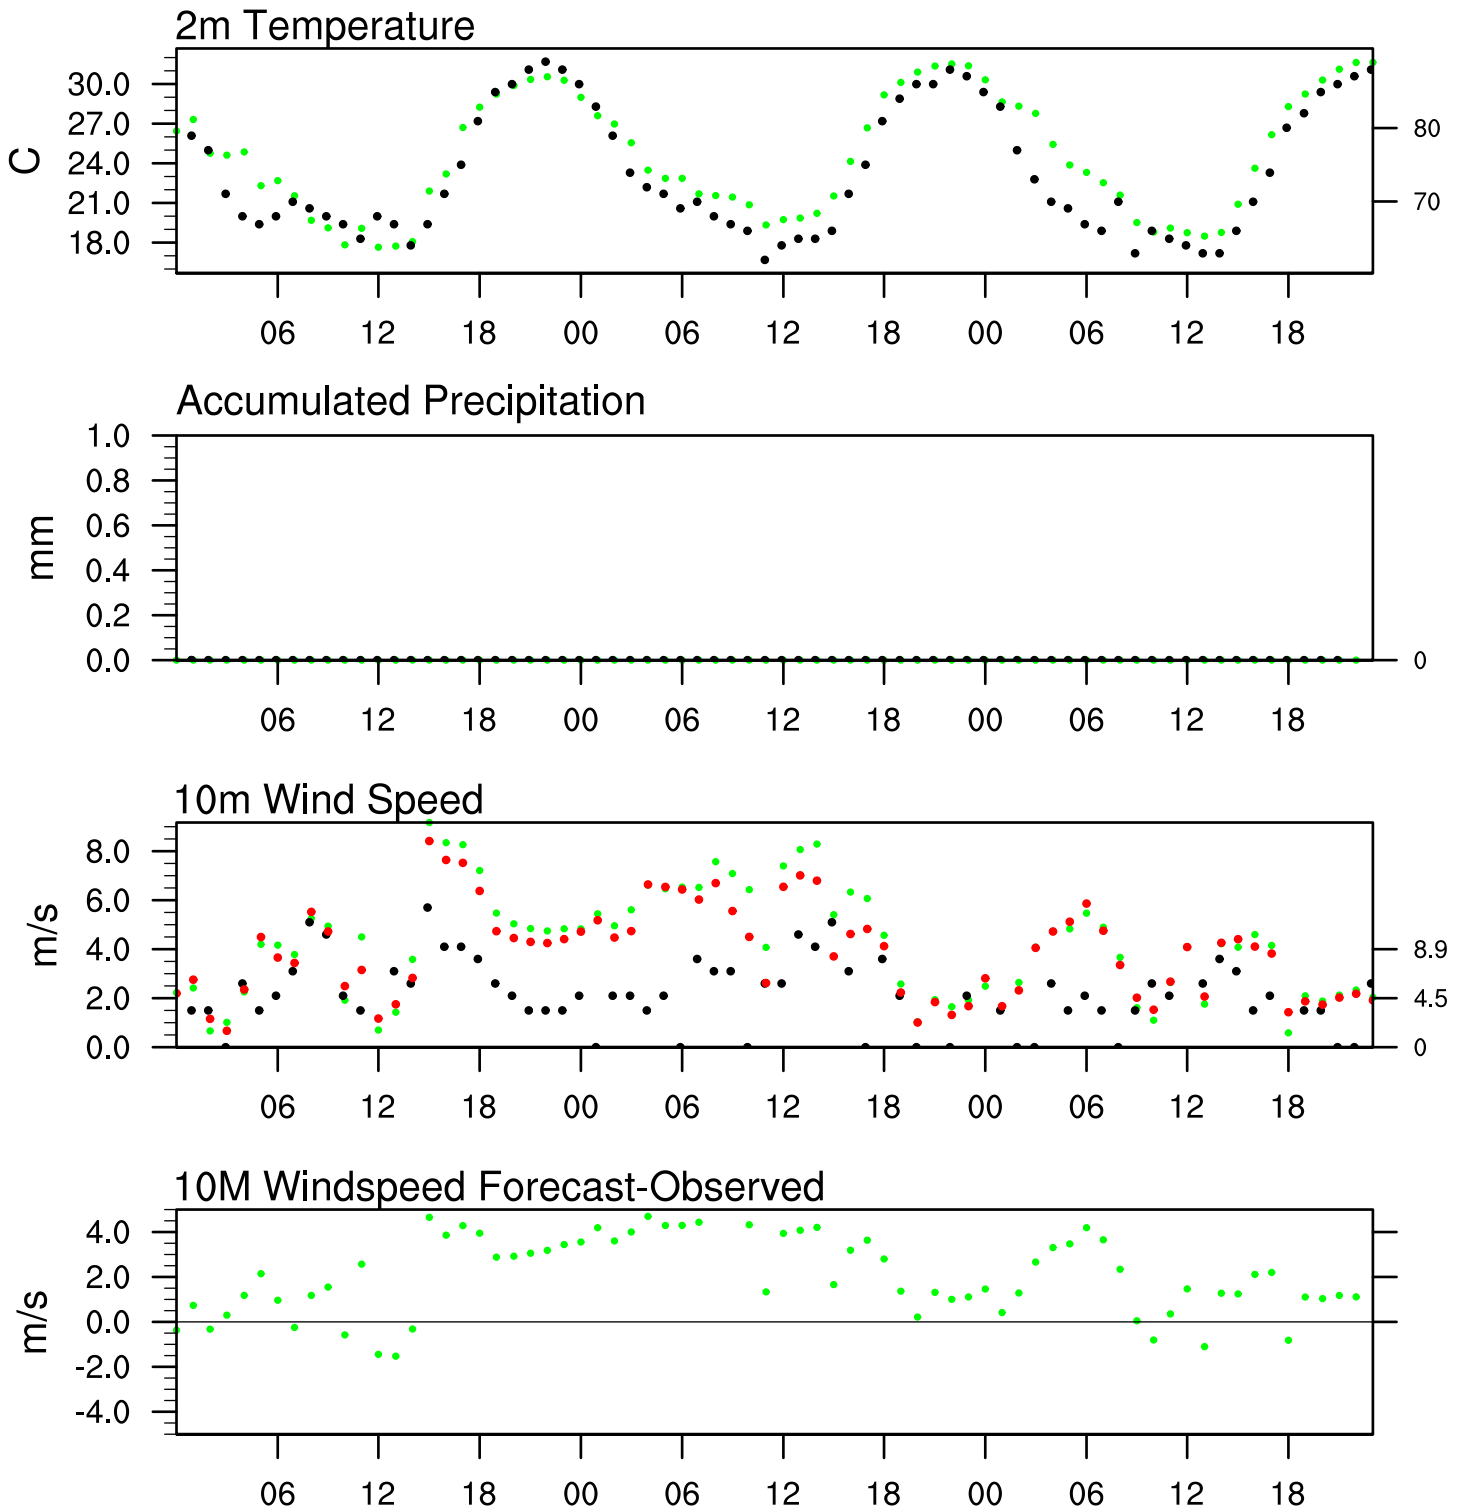 2m Temperature
30.0
27.0
24.0
21.0
18.0
C
80
70
06 12 18 00 06 12 18 00 06 12 18
Accumulated Precipitation
1.0
0.8
0.6
0.4
0.2
0.0
mm
0
06 12 18 00 06 12 18 00 06 12 18
10m Wind Speed
8.0
6.0
4.0
2.0
0.0
m/s
8.9
4.5
0
06 12 18 00 06 12 18 00 06 12 18
10M Windspeed Forecast-Observed
4.0
2.0
0.0
-2.0
-4.0
m/s
06 12 18 00 06 12 18 00 06 12 18